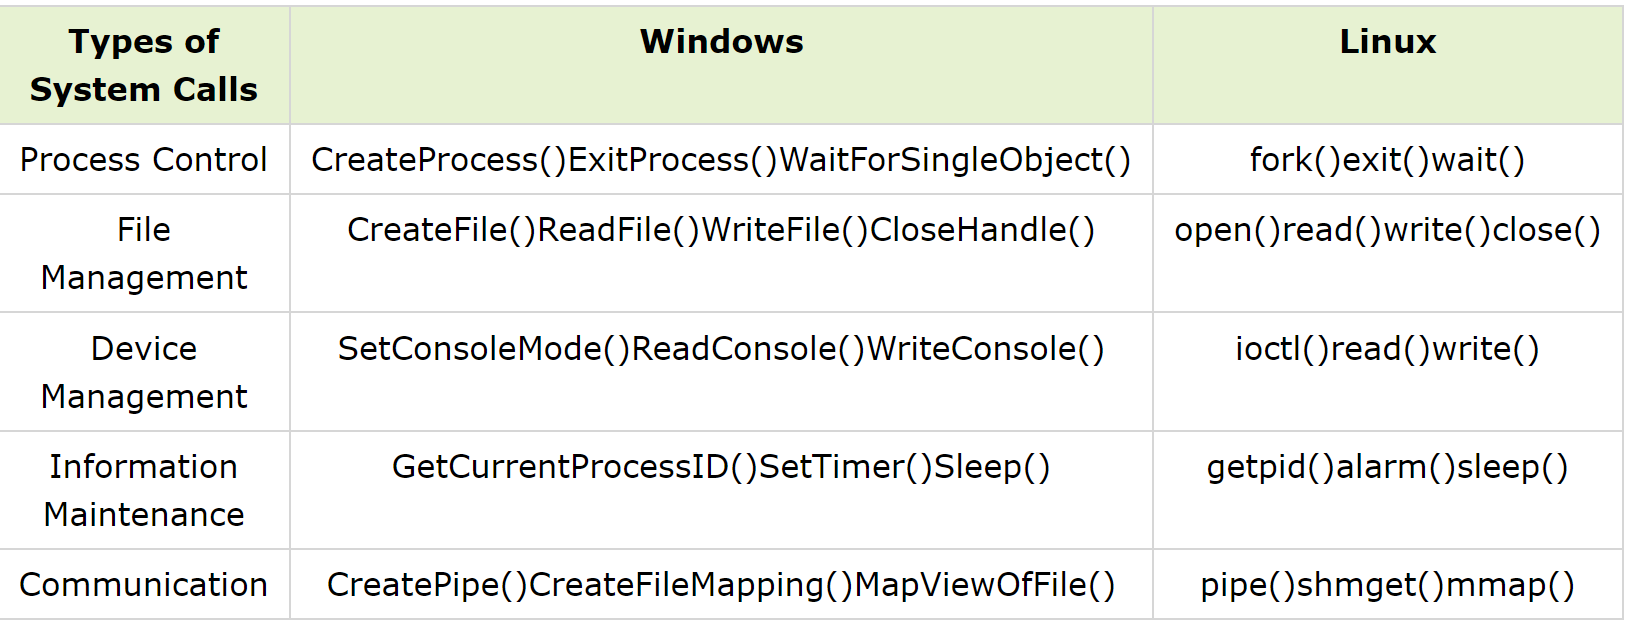 Types of
System Calls
Windows
Linux
Process Control
CreateProcess()ExitProcess()WaitForSingleObject()
fork()exit()wait()
File
Management
CreateFile()ReadFile()WriteFile()CloseHandle()
open()read()write()close()
Device
Management
SetConsoleMode()ReadConsole()WriteConsole()
ioctl()read()write()
Information
Maintenance
GetCurrentProcessID()SetTimer()Sleep()
getpid()alarm()sleep()
Communication
CreatePipe()CreateFileMapping()MapViewOfFile()
pipe()shmget()mmap()